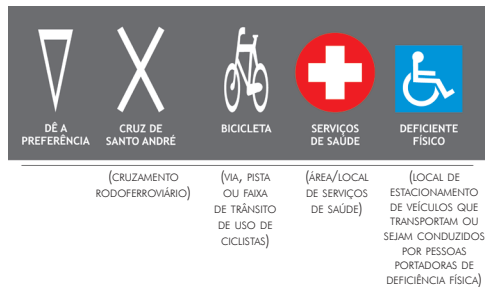 DÊ A
PREFERÊNCIA
CRUZ DE
SANTO ANDRÉ
BICICLETA
SERVIÇOS
DE SAÚDE
DEFICIENTE
FÍSICO
(CRUZAMENTO
RODOFERROVIÁRIO)
(VIA, PISTA
OU FAIXA
DE TRÂNSITO
DE USO DE
CICLISTAS)
(ÁREA/LOCAL
DE SERVIÇOS
DE SAÚDE)
(LOCAL DE
ESTACIONAMENTO
DE VEÍCULOS QUE
TRANSPORTAM OU
SEJAM CONDUZIDOS
POR PESSOAS
PORTADORAS DE
DEFICIÊNCIA FÍSICA)